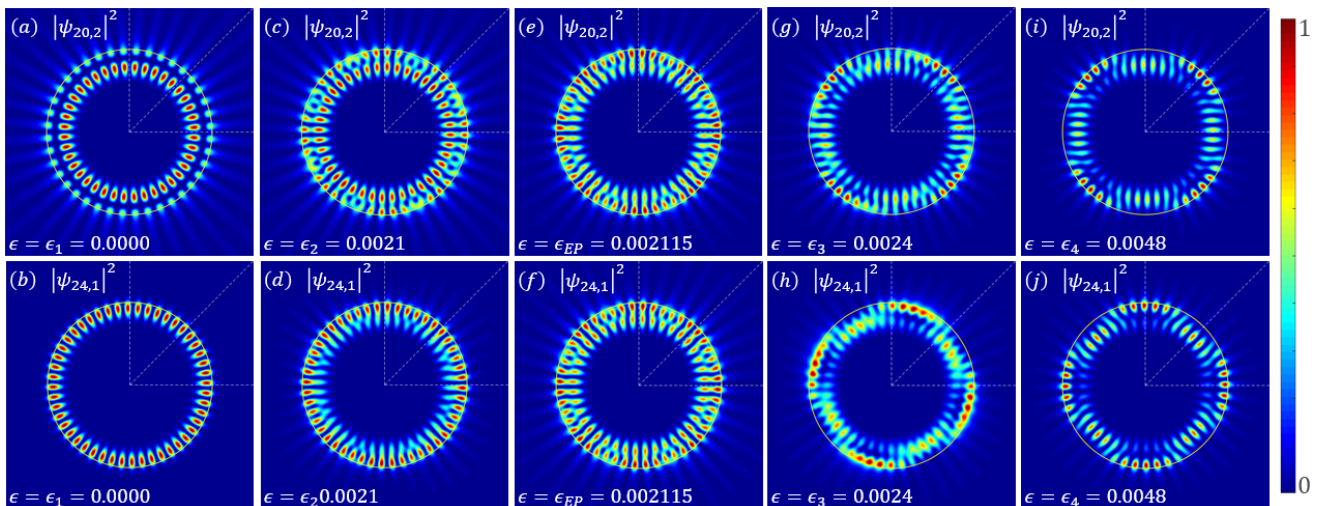 (a) |ψ₂₀,₂|²
(c) |ψ₂₀,₂|²
(e) |ψ₂₀,₂|²
(g) |ψ₂₀,₂|²
(i) |ψ₂₀,₂|²
1
ϵ = ϵ₁ = 0.0000
ϵ = ϵ₂ = 0.0021
ϵ = ϵ_EP = 0.002115
ϵ = ϵ₃ = 0.0024
ϵ = ϵ₄ = 0.0048
(b) |ψ₂₄,₁|²
(d) |ψ₂₄,₁|²
(f) |ψ₂₄,₁|²
(h) |ψ₂₄,₁|²
(j) |ψ₂₄,₁|²
ϵ = ϵ₁ = 0.0000
ϵ = ϵ₂0.0021
ϵ = ϵ_EP = 0.002115
ϵ = ϵ₃ = 0.0024
ϵ = ϵ₄ = 0.0048
0